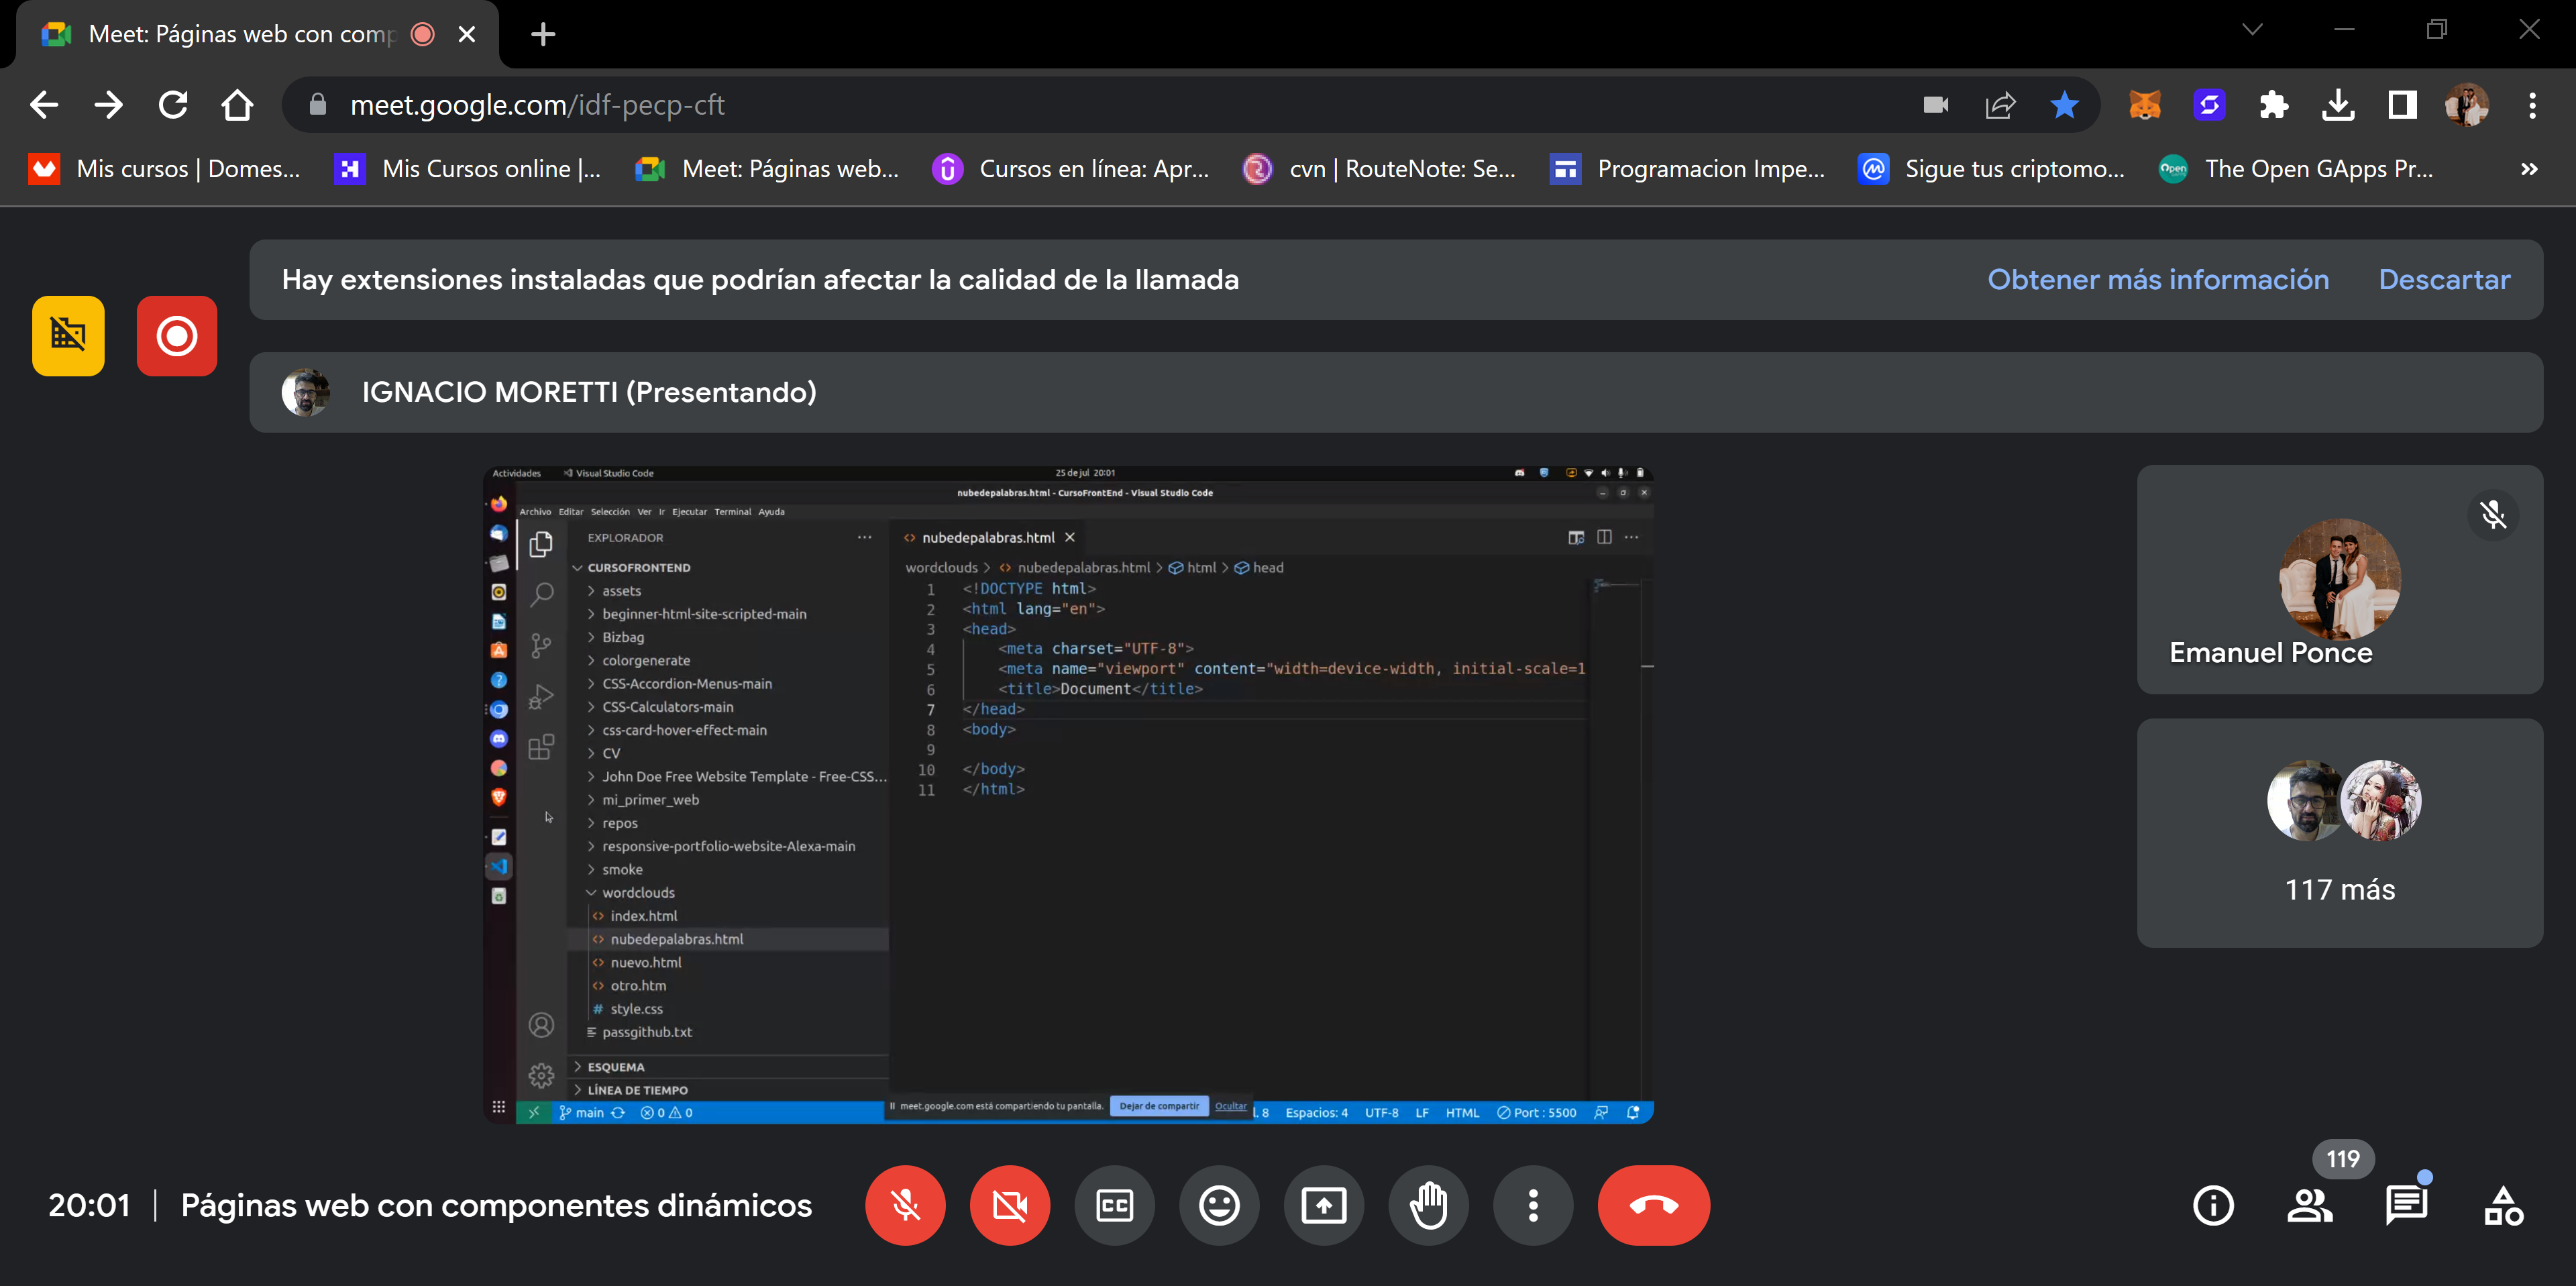 Meet: Páginas web con comp
meet.google.com/idf-pecp-cft
Mis cursos | Domes...
Mis Cursos online |...
Meet: Páginas web...
Cursos en línea: Apr...
cvn | RouteNote: Se...
Programacion Impe...
Sigue tus criptomo...
Open
The Open GApps Pr...
Hay extensiones instaladas que podrían afectar la calidad de la llamada
Obtener más información
Descartar
IGNACIO MORETTI (Presentando)
Actividades
Visual Studio Code
25 de jul 20:01
nubedepalabras.html - CursoFrontEnd - Visual Studio Code
Archivo Editar Selección Ver Ir Ejecutar Terminal Ayuda
EXPLORADOR
CURSOFRONTEND
assets
beginner-html-site-scripted-main
Bizbag
colorgenerate
CSS-Accordion-Menus-main
CSS-Calculators-main
css-card-hover-effect-main
CV
John Doe Free Website Template - Free-CSS...
mi_primer_web
repos
responsive-portfolio-website-Alexa-main
smoke
wordclouds
index.html
nubedepalabras.html
nuevo.html
otro.htm
# style.css
passgithub.txt
ESQUEMA
LÍNEA DE TIEMPO
nubedepalabras.html
wordclouds > nubedepalabras.html > html > head
1 <!DOCTYPE html>
2 <html lang="en">
3 <head>
4 <meta charset="UTF-8">
5 <meta name="viewport" content="width=device-width, initial-scale=1
6 <title>Document</title>
7 </head>
8 <body>
9
10 </body>
11 </html>
main
0 0
meet.google.com está compartiendo tu pantalla.
Dejar de compartir
Ocultar
l. 8
Espacios: 4
UTF-8
LF
HTML
Port : 5500
Emanuel Ponce
117 más
20:01 | Páginas web con componentes dinámicos
CC
119